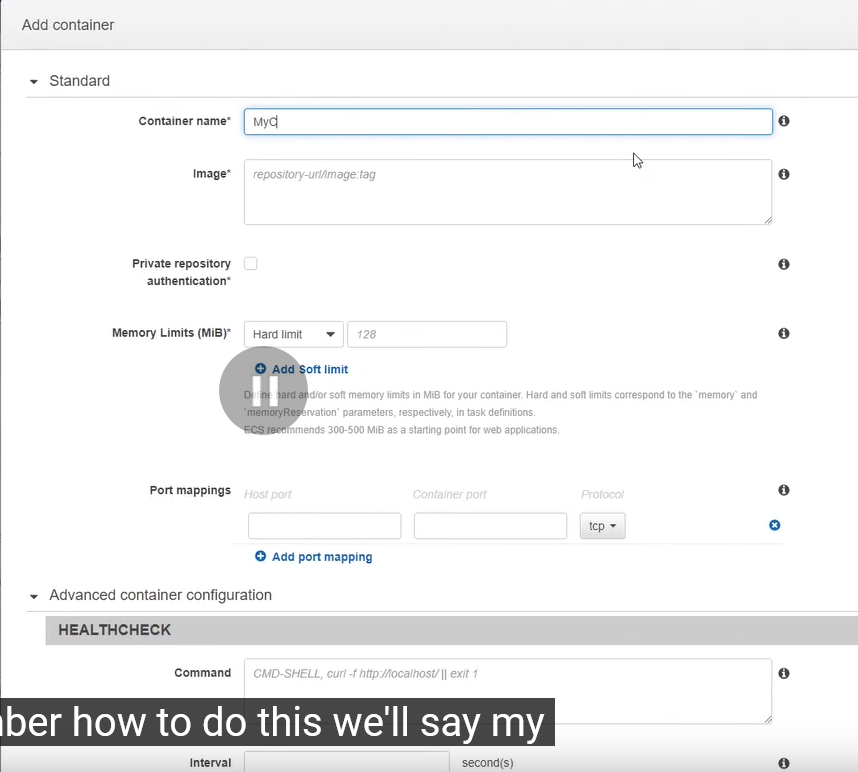 Add container
Standard
Container name*
MyC
Image*
repository-url/image:tag
Private repository
authentication*
Memory Limits (MiB)*
Hard limit
128
Add Soft limit
Define hard and/or soft memory limits in MiB for your container. Hard and soft limits correspond to the `memory` and
`memoryReservation` parameters, respectively, in task definitions.
ECS recommends 300-500 MiB as a starting point for web applications.
Port mappings
Host port
Container port
Protocol
tcp
Add port mapping
Advanced container configuration
HEALTHCHECK
Command
CMD-SHELL, curl -f http://localhost/ || exit 1
how to do this we'll say my
Interval
second(s)